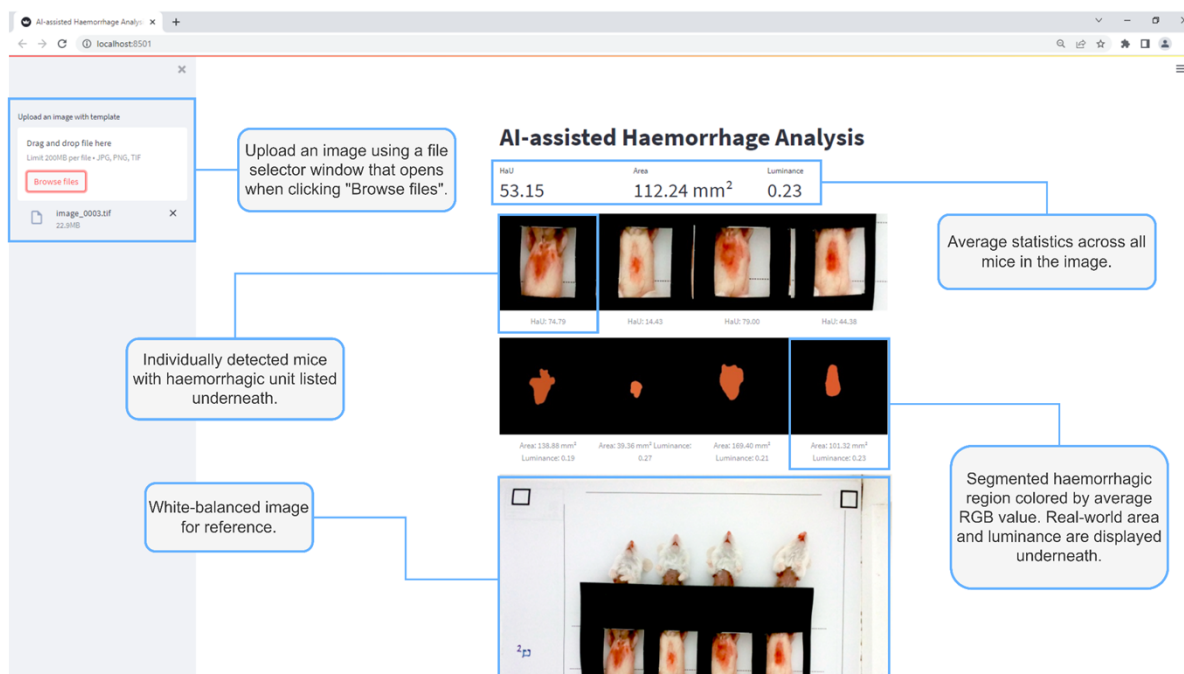 AI-assisted Haemorrhage Analys
localhost:8501
Upload an image with template
Drag and drop file here
Limit 200MB per file • JPG, PNG, TIF
Browse files
image_0003.tif
22.8MB
Upload an image using a file
selector window that opens
when clicking "Browse files".
AI-assisted Haemorrhage Analysis
HaU Area Luminance
53.15 112.24 mm² 0.23
Average statistics across all
mice in the image.
HaU: 74.79 HaU: 14.43 HaU: 79.00 HaU: 44.38
Individually detected mice
with haemorrhagic unit listed
underneath.
Area: 138.88 mm² Area: 39.36 mm² Luminance: Area: 169.40 mm² Area: 101.32 mm²
Luminance: 0.19 0.27 Luminance: 0.21 Luminance: 0.23
Segmented haemorrhagic
region colored by average
RGB value. Real-world area
and luminance are displayed
underneath.
White-balanced image
for reference.